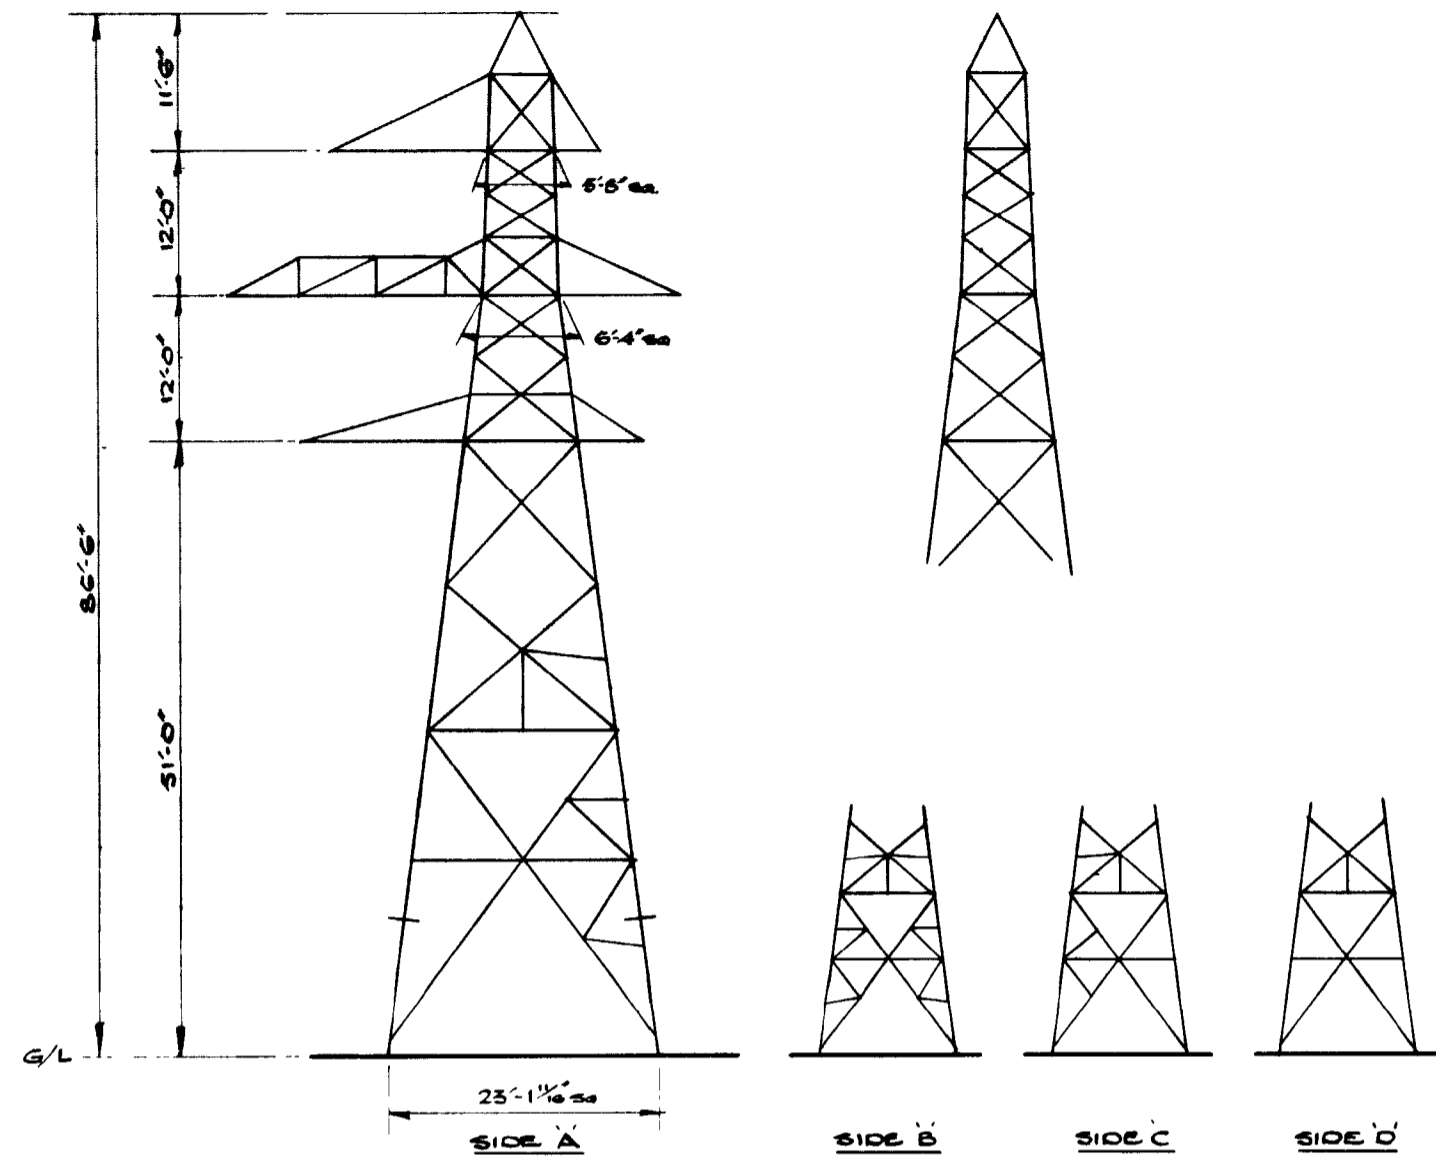 11'-6"
12'-0"
5'-5" SQ.
12'-0"
6'-4" SQ
86'-6"
51'-0"
G/L
23'-1 11/16" SQ
SIDE 'A'
SIDE 'B'
SIDE 'C'
SIDE 'D'